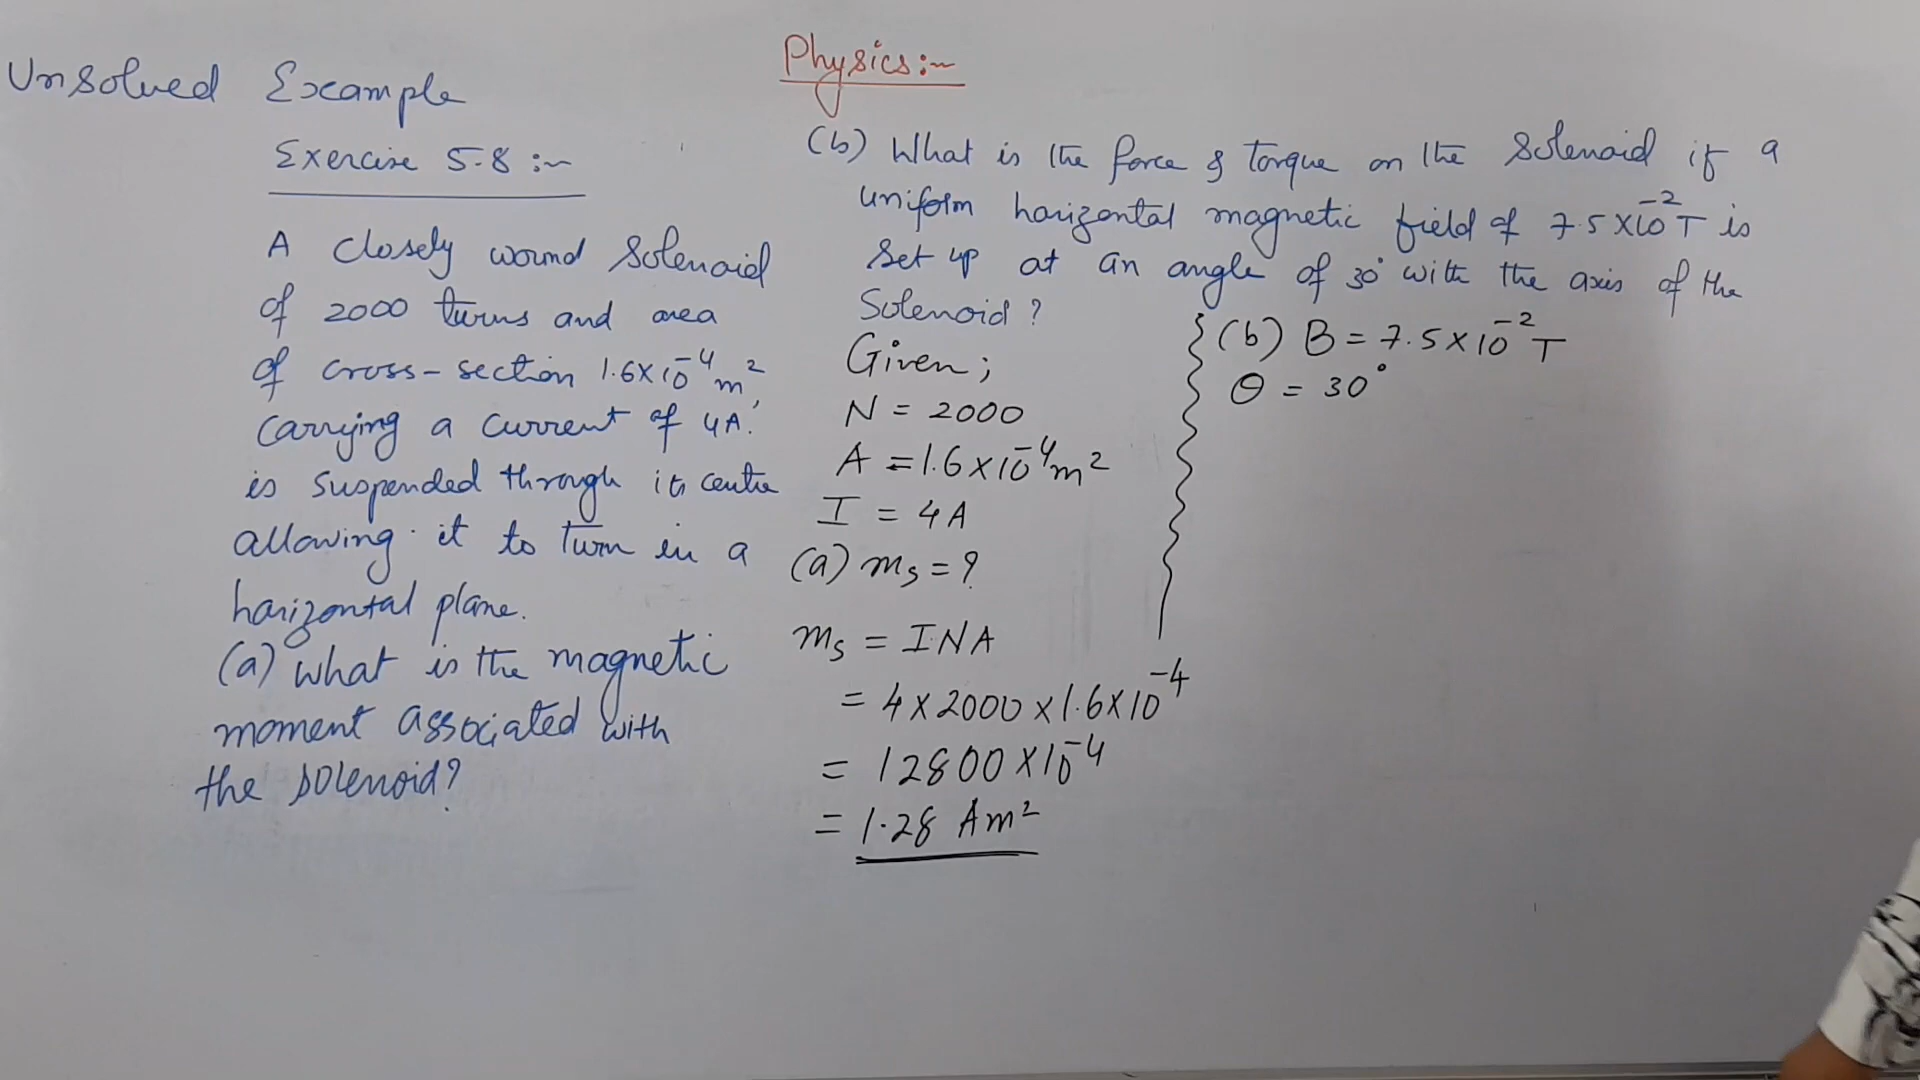 Physics:~
Unsolved Example
Exercise 5.8 :~
A closely wound Solenoid
of 2000 turns and area
of cross-section 1.6×10⁻⁴ m²,
carrying a current of 4A.
is suspended through its centre
allowing it to turn in a
horizontal plane.
(a) What is the magnetic
moment associated with
the solenoid?
(b) What is the force & torque on the Solenoid if a
uniform horizontal magnetic field of 7.5×10⁻² T is
set up at an angle of 30° with the axis of the
Solenoid?
Given;
N = 2000
A = 1.6×10⁻⁴ m²
I = 4A
(a) mₛ = ?
mₛ = INA
= 4×2000×1.6×10⁻⁴
= 12800×10⁻⁴
= 1.28 Am²
(b) B = 7.5×10⁻² T
θ = 30°